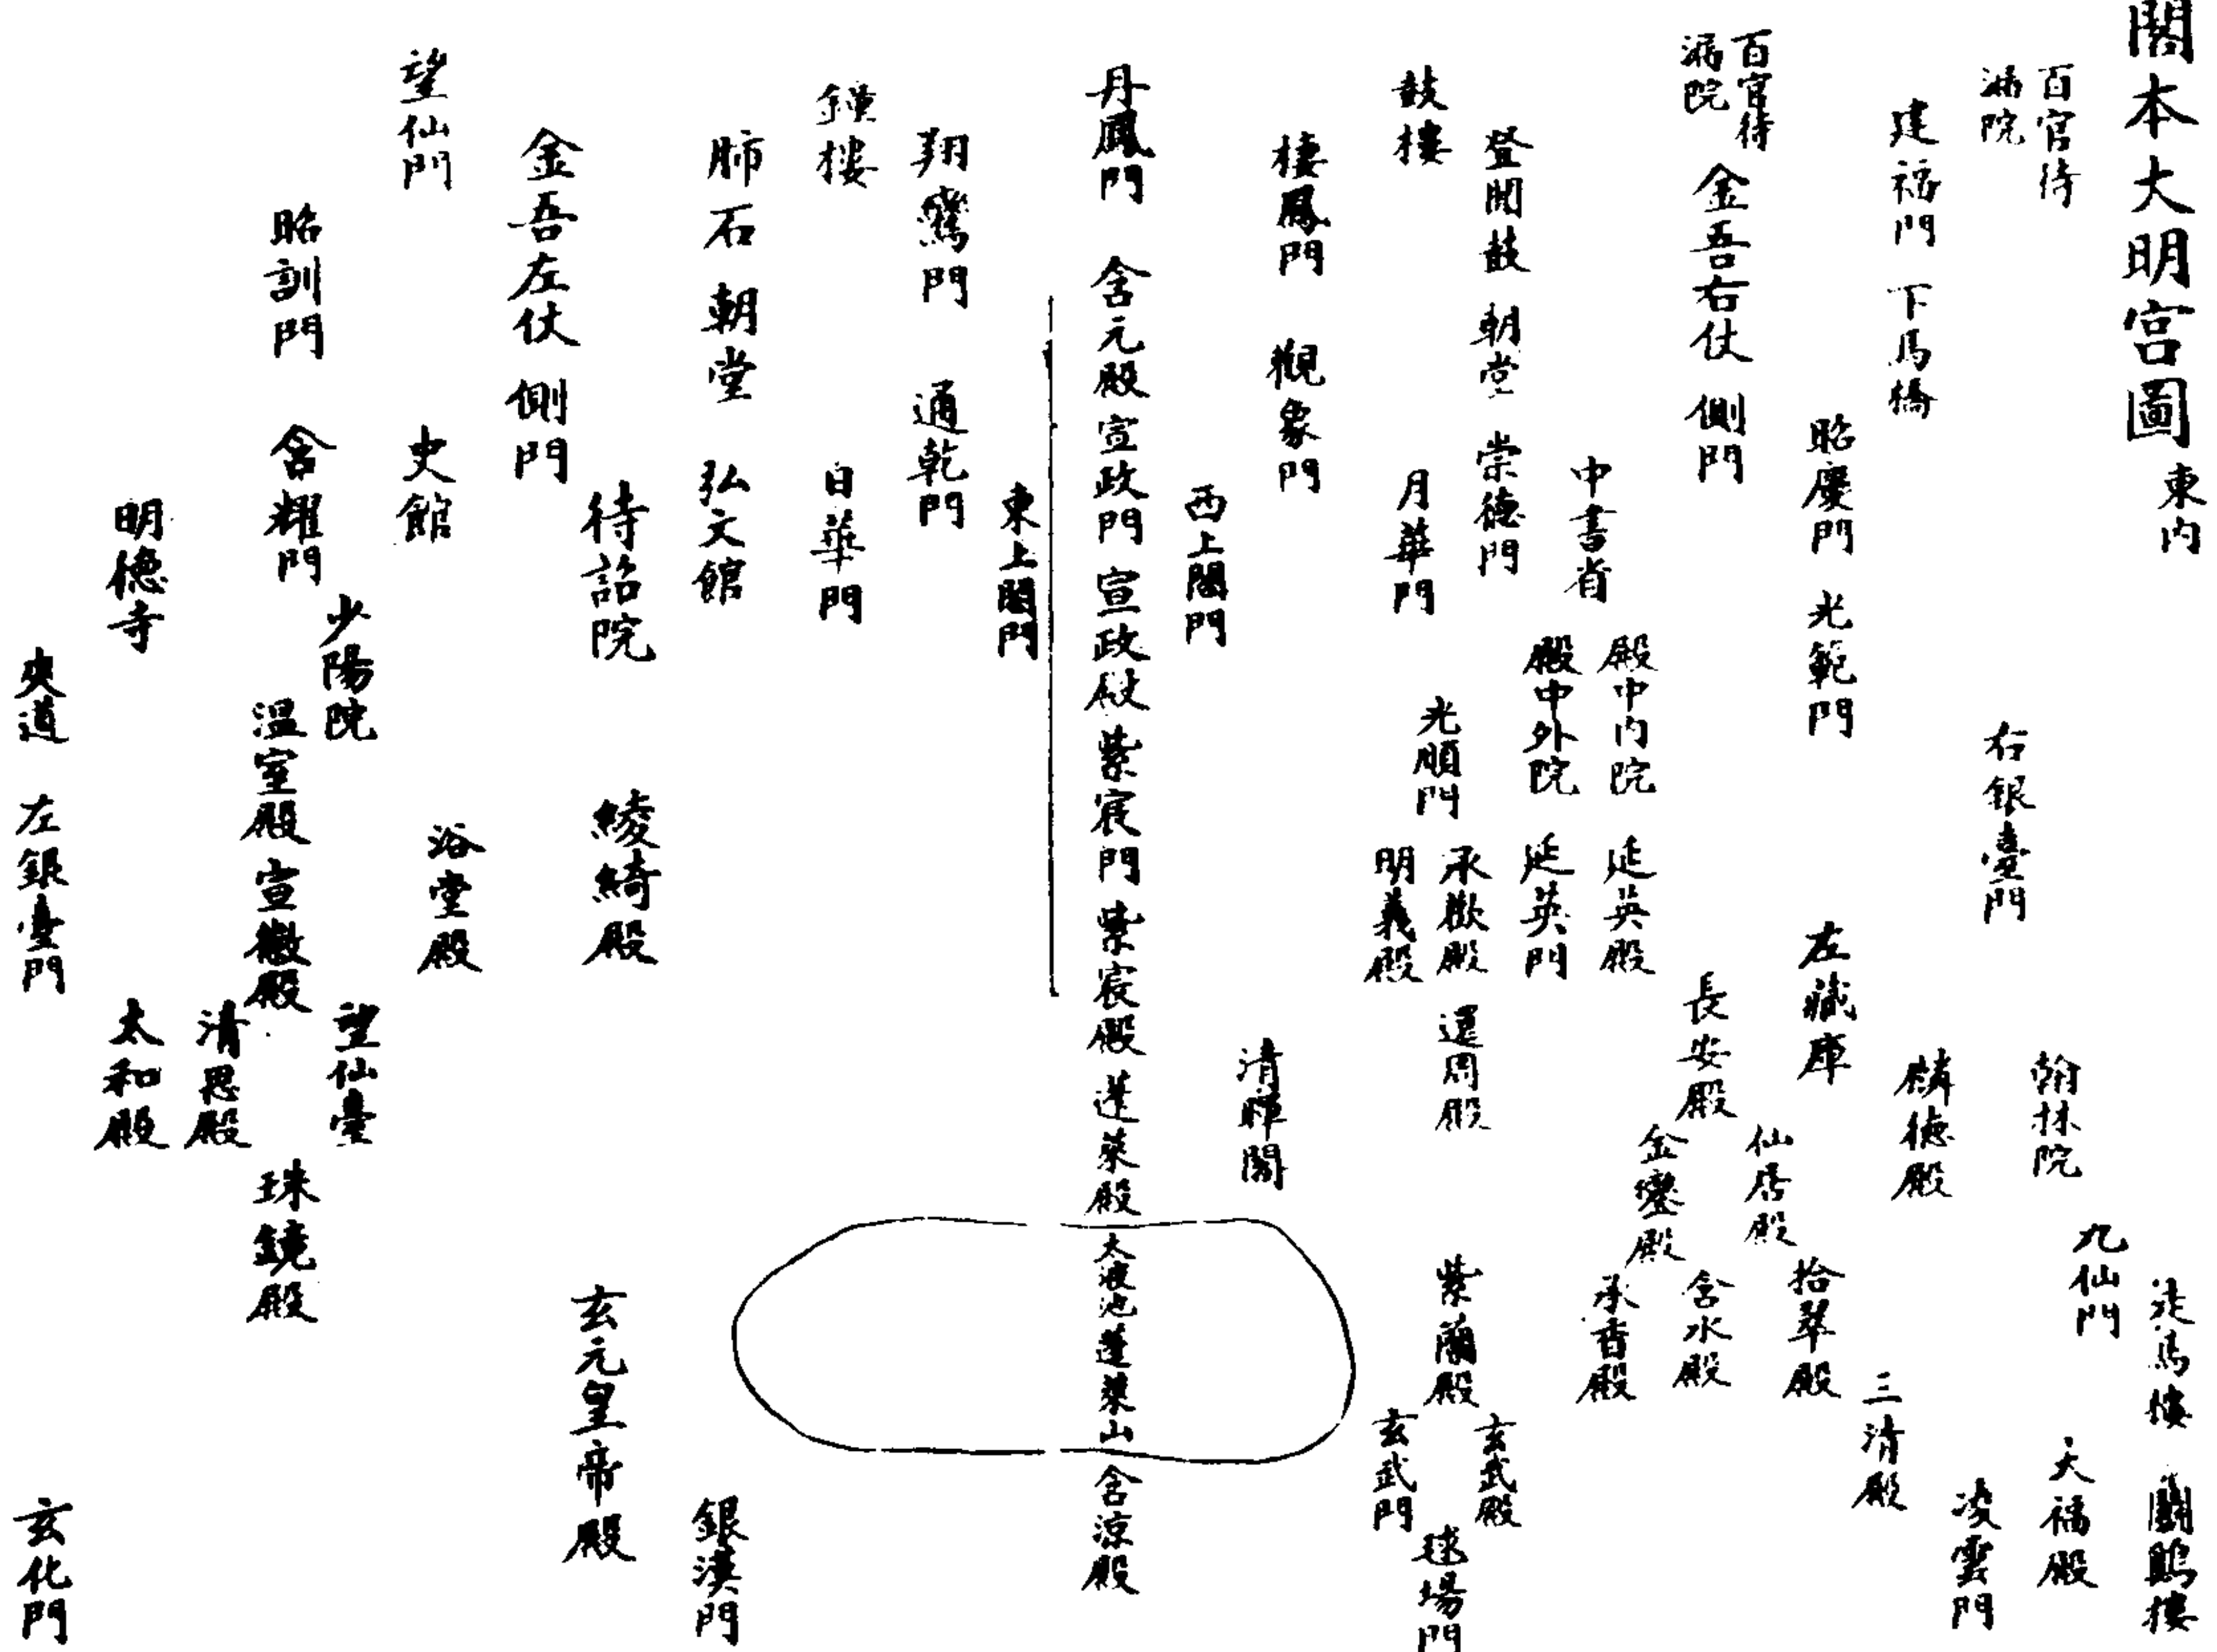 閣本大明宮圖
東内
百官待
漏院
右銀臺門
翰林院
九仙門
走馬樓
鬬鷄樓
大福殿
凌雲門
建福門
下馬橋
麟德殿
三清殿
昭慶門
光範門
左藏庫
仙居殿
拾翠殿
百官待
漏院
金吾右仗
側門
長安殿
金鑾殿
含水殿
承香殿
中書省
殿中内院
延英殿
殿中外院
延英門
登聞鼓
朝堂
崇德門
承歡殿
還周殿
紫蘭殿
玄武殿
鼓樓
月華門
光順門
明義殿
玄武門
毬場門
棲鳳門
觀象門
清暉閣
西上閤門
丹鳳門
含元殿
宣政門
宣政殿
紫宸門
紫宸殿
蓬萊殿
太液池
蓬萊山
含涼殿
東上閤門
翔鸞門
通乾門
鐘樓
日華門
肺石
朝堂
弘文館
銀漢門
待詔院
綾綺殿
玄元皇帝殿
金吾左仗
側門
望仙門
史館
浴堂殿
少陽院
望仙臺
昭訓門
含耀門
溫室殿
宣徽殿
珠鏡殿
清思殿
明德寺
太和殿
夾道
左銀臺門
玄化門